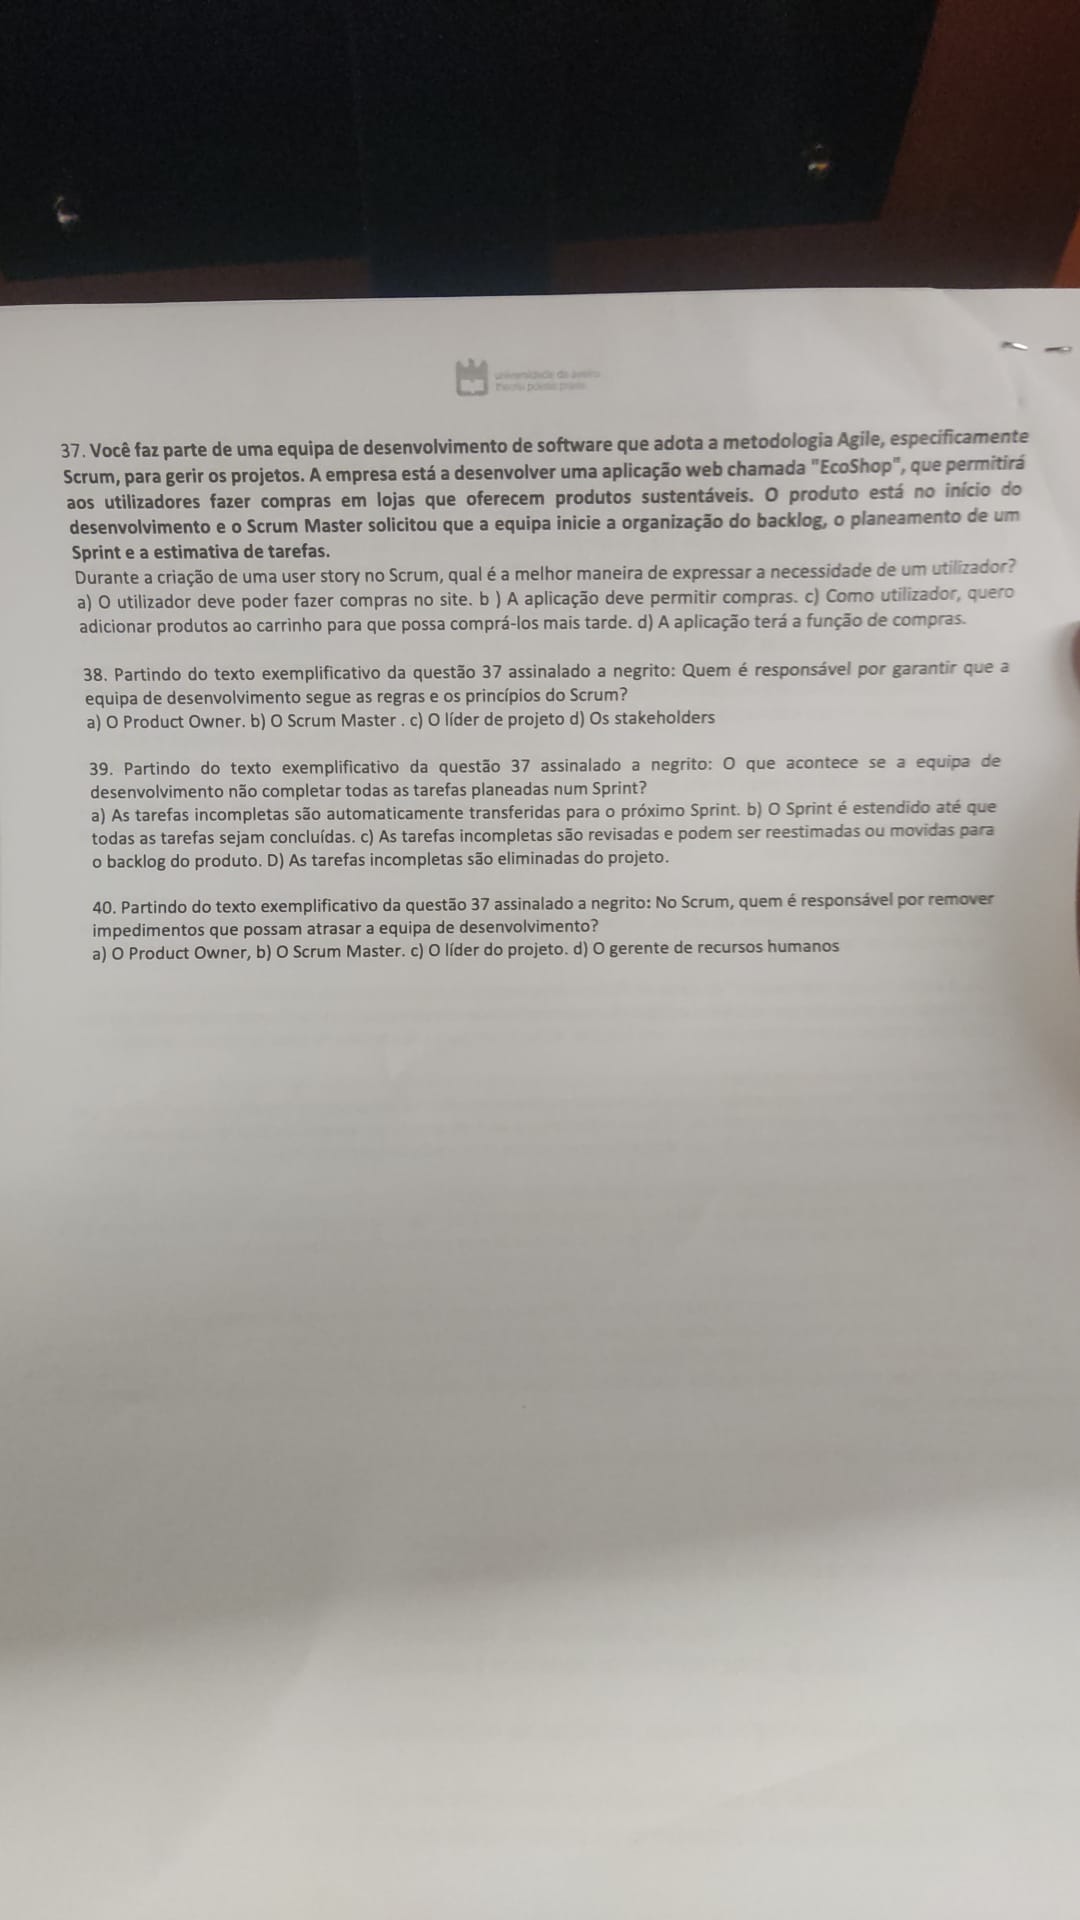 universidade de aveiro
theoria poiesis praxis
37. Você faz parte de uma equipa de desenvolvimento de software que adota a metodologia Agile, especificamente
Scrum, para gerir os projetos. A empresa está a desenvolver uma aplicação web chamada "EcoShop", que permitirá
aos utilizadores fazer compras em lojas que oferecem produtos sustentáveis. O produto está no início do
desenvolvimento e o Scrum Master solicitou que a equipa inicie a organização do backlog, o planeamento de um
Sprint e a estimativa de tarefas.
Durante a criação de uma user story no Scrum, qual é a melhor maneira de expressar a necessidade de um utilizador?
a) O utilizador deve poder fazer compras no site. b ) A aplicação deve permitir compras. c) Como utilizador, quero
adicionar produtos ao carrinho para que possa comprá-los mais tarde. d) A aplicação terá a função de compras.
38. Partindo do texto exemplificativo da questão 37 assinalado a negrito: Quem é responsável por garantir que a
equipa de desenvolvimento segue as regras e os princípios do Scrum?
a) O Product Owner. b) O Scrum Master . c) O líder de projeto d) Os stakeholders
39. Partindo do texto exemplificativo da questão 37 assinalado a negrito: O que acontece se a equipa de
desenvolvimento não completar todas as tarefas planeadas num Sprint?
a) As tarefas incompletas são automaticamente transferidas para o próximo Sprint. b) O Sprint é estendido até que
todas as tarefas sejam concluídas. c) As tarefas incompletas são revisadas e podem ser reestimadas ou movidas para
o backlog do produto. D) As tarefas incompletas são eliminadas do projeto.
40. Partindo do texto exemplificativo da questão 37 assinalado a negrito: No Scrum, quem é responsável por remover
impedimentos que possam atrasar a equipa de desenvolvimento?
a) O Product Owner, b) O Scrum Master. c) O líder do projeto. d) O gerente de recursos humanos